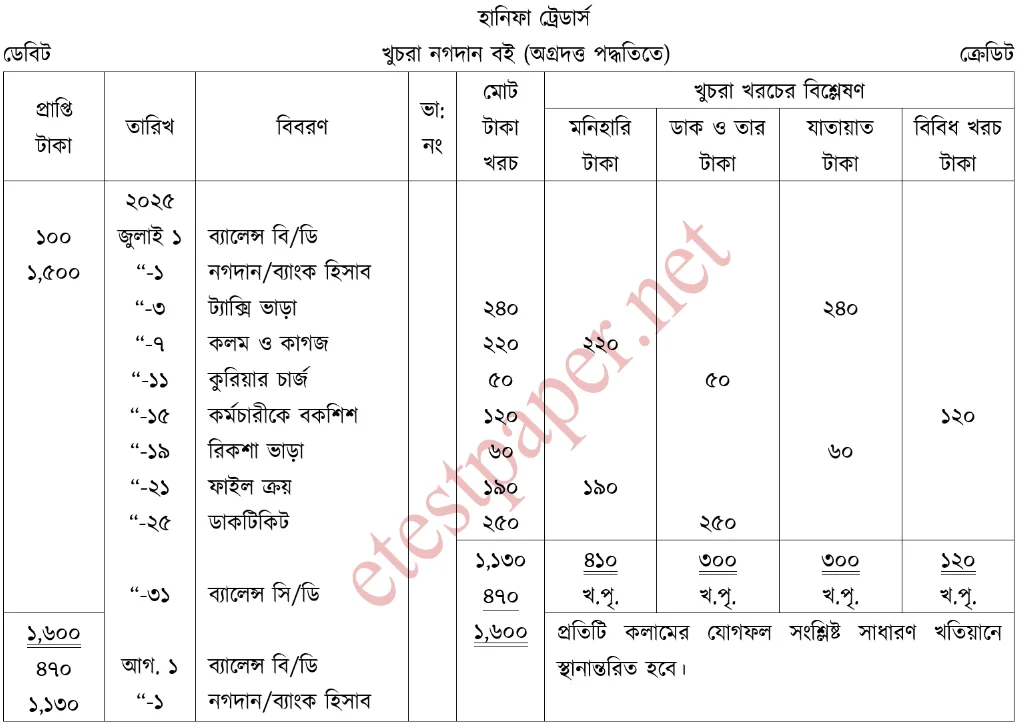 হানিফা ট্রেডার্স
ডেবিট খুচরা নগদান বই (অগ্রদত্ত পদ্ধতিতে) ক্রেডিট
প্রাপ্তি টাকা তারিখ বিবরণ ভা: নং মোট টাকা খরচ খুচরা খরচের বিশ্লেষণ
মনিহারি টাকা ডাক ও তার টাকা যাতায়াত টাকা বিবিধ খরচ টাকা
২০২৫
১০০ জুলাই ১ ব্যালেন্স বি/ডি
১,৫০০ “-১ নগদান/ব্যাংক হিসাব
“-৩ ট্যাক্সি ভাড়া ২৪০ ২৪০
“-৭ কলম ও কাগজ ২২০ ২২০
“-১১ কুরিয়ার চার্জ ৫০ ৫০
“-১৫ কর্মচারীকে বকশিশ ১২০ ১২০
“-১৯ রিকশা ভাড়া ৬০ ৬০
“-২১ ফাইল ক্রয় ১৯০ ১৯০
“-২৫ ডাকটিকিট ২৫০ ২৫০
১,১৩০ ৪১০ ৩০০ ৩০০ ১২০
“-৩১ ব্যালেন্স সি/ডি ৪৭০ খ.পৃ. খ.পৃ. খ.পৃ. খ.পৃ.
১,৬০০ ১,৬০০ প্রতিটি কলামের যোগফল সংশ্লিষ্ট সাধারণ খতিয়ানে
৪৭০ আগ. ১ ব্যালেন্স বি/ডি স্থানান্তরিত হবে।
১,১৩০ “-১ নগদান/ব্যাংক হিসাব
etestpaper.net